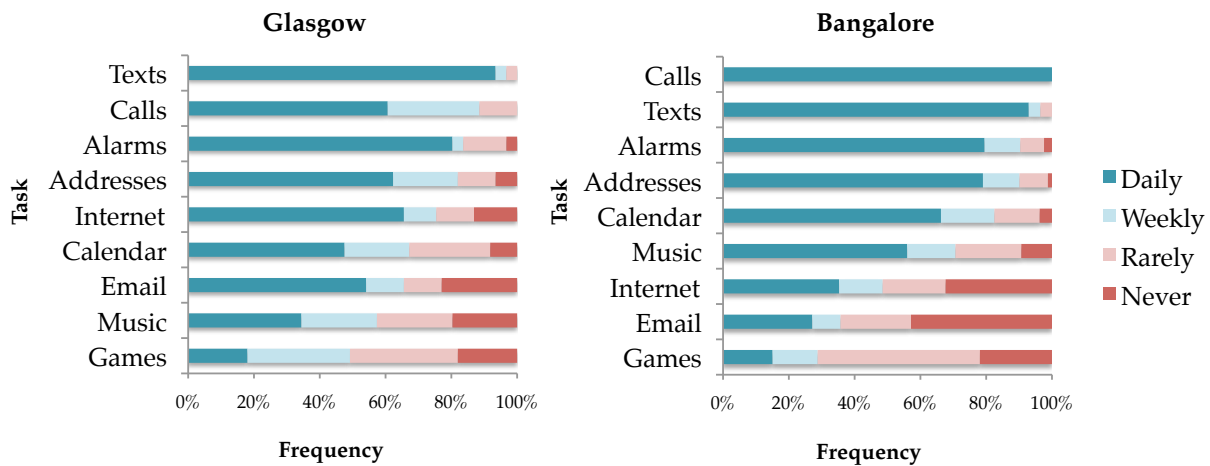 Glasgow
Texts
Calls
Alarms
Addresses
Internet
Calendar
Email
Music
Games
Task
0% 20% 40% 60% 80% 100%
Frequency
Bangalore
Calls
Texts
Alarms
Addresses
Calendar
Music
Internet
Email
Games
Task
0% 20% 40% 60% 80% 100%
Frequency
Daily
Weekly
Rarely
Never